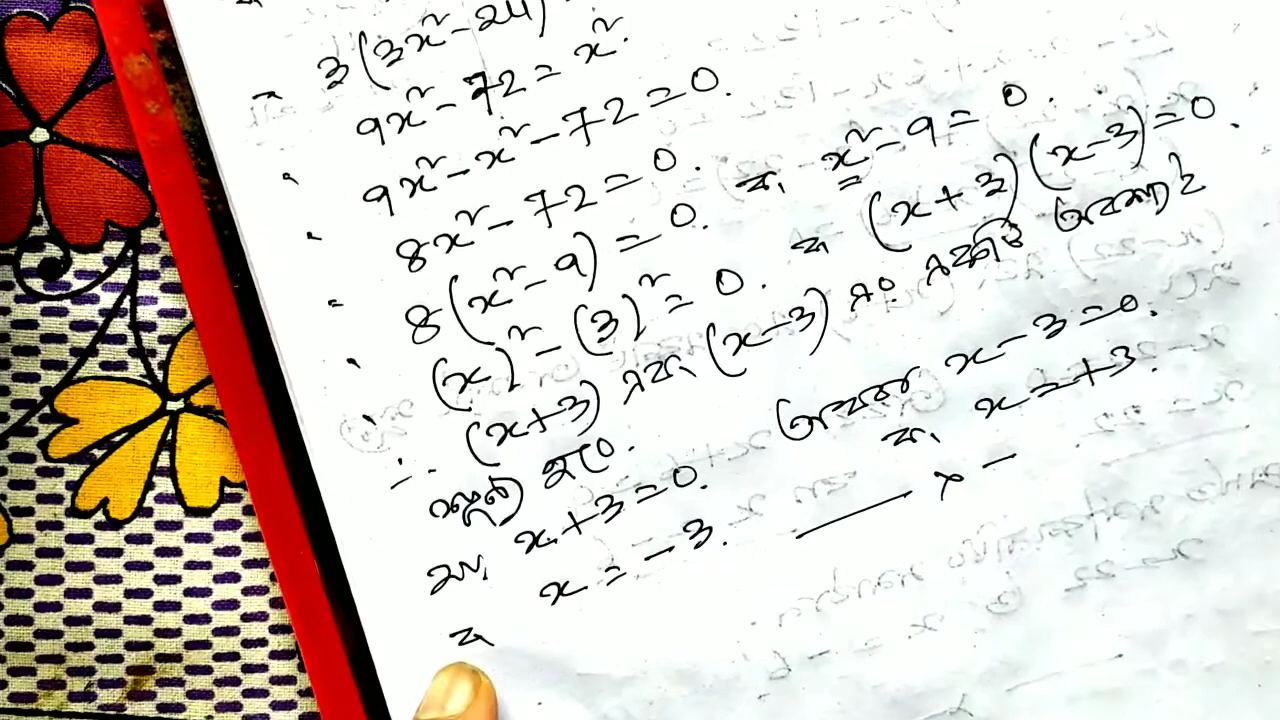 3(3x² - 24)
9x² - 72 = x².
9x² - x² - 72 = 0.
8x² - 72 = 0.
8(x² - 9) = 0. বা, x² - 9 = 0.
(x)² - (3)² = 0. বা (x + 3)(x - 3) = 0.
∴ (x+3) এবং (x-3) এর একটি অবশ্যই
হবে.
হয়, x+3 = 0. অথবা x - 3 = 0.
বা x = -3. বা, x = +3.